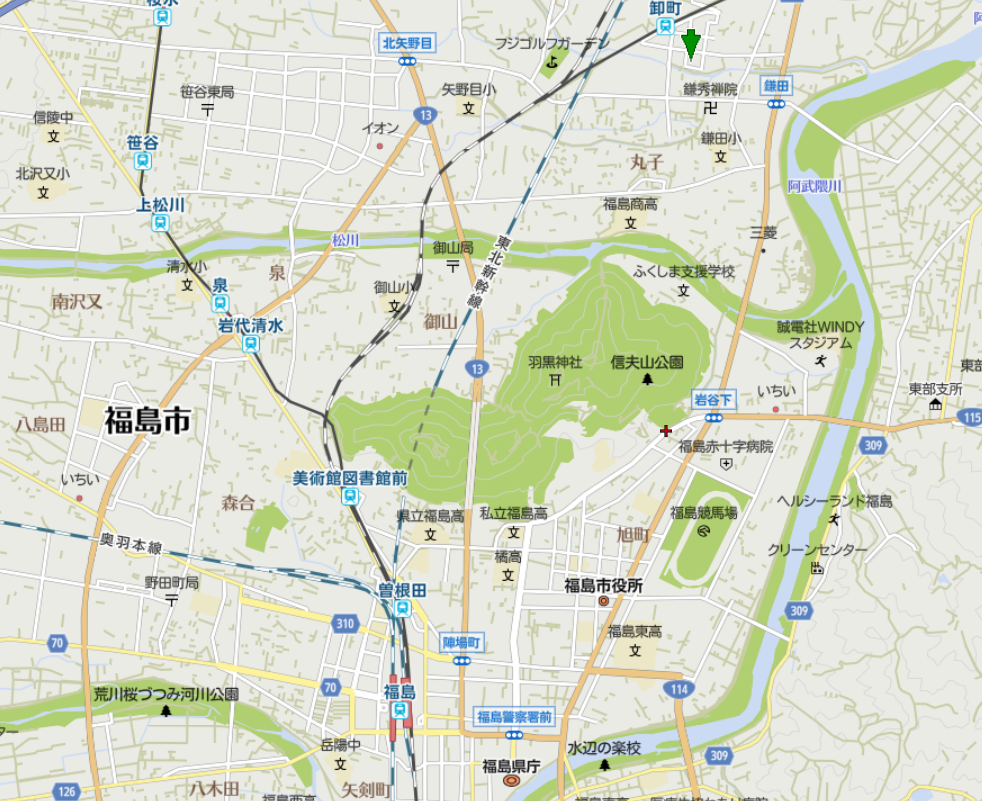 桜水
卸町
北矢野目
フジゴルフガーデン
笹谷東局
矢野目小
鎌秀禅院
鎌田
13
信陵中
イオン
笹谷
鎌田小
丸子
北沢又小
阿武隈川
上松川
福島商高
三菱
松川
御山局
東北新幹線
清水小
泉
ふくしま支援学校
泉
御山小
南沢又
御山
岩代清水
誠電社WINDY
スタジアム
13
羽黒神社
信夫山公園
東部
東部支所
いちい
岩谷下
115
福島市
八島田
309
福島赤十字病院
美術館図書館前
いちい
森合
県立福島高
私立福島高
福島競馬場
ヘルシーランド福島
旭町
奥羽本線
橘高
クリーンセンター
野田町局
曽根田
福島市役所
309
310
70
陣場町
福島東高
70
114
荒川桜づつみ河川公園
福島
福島警察署前
ター
岳陽中
水辺の楽校
309
福島県庁
126
八木田
矢剣町